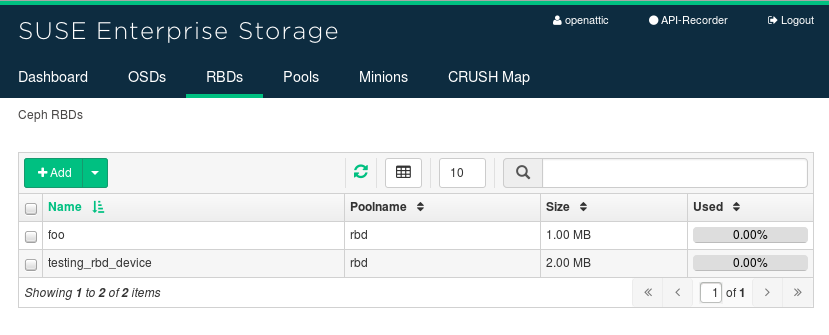 SUSE Enterprise Storage
openattic API-Recorder Logout
Dashboard OSDs RBDs Pools Minions CRUSH Map
Ceph RBDs
Add 10
Name Poolname Size Used
foo rbd 1.00 MB 0.00%
testing_rbd_device rbd 2.00 MB 0.00%
Showing 1 to 2 of 2 items « ‹ 1 of 1 › »